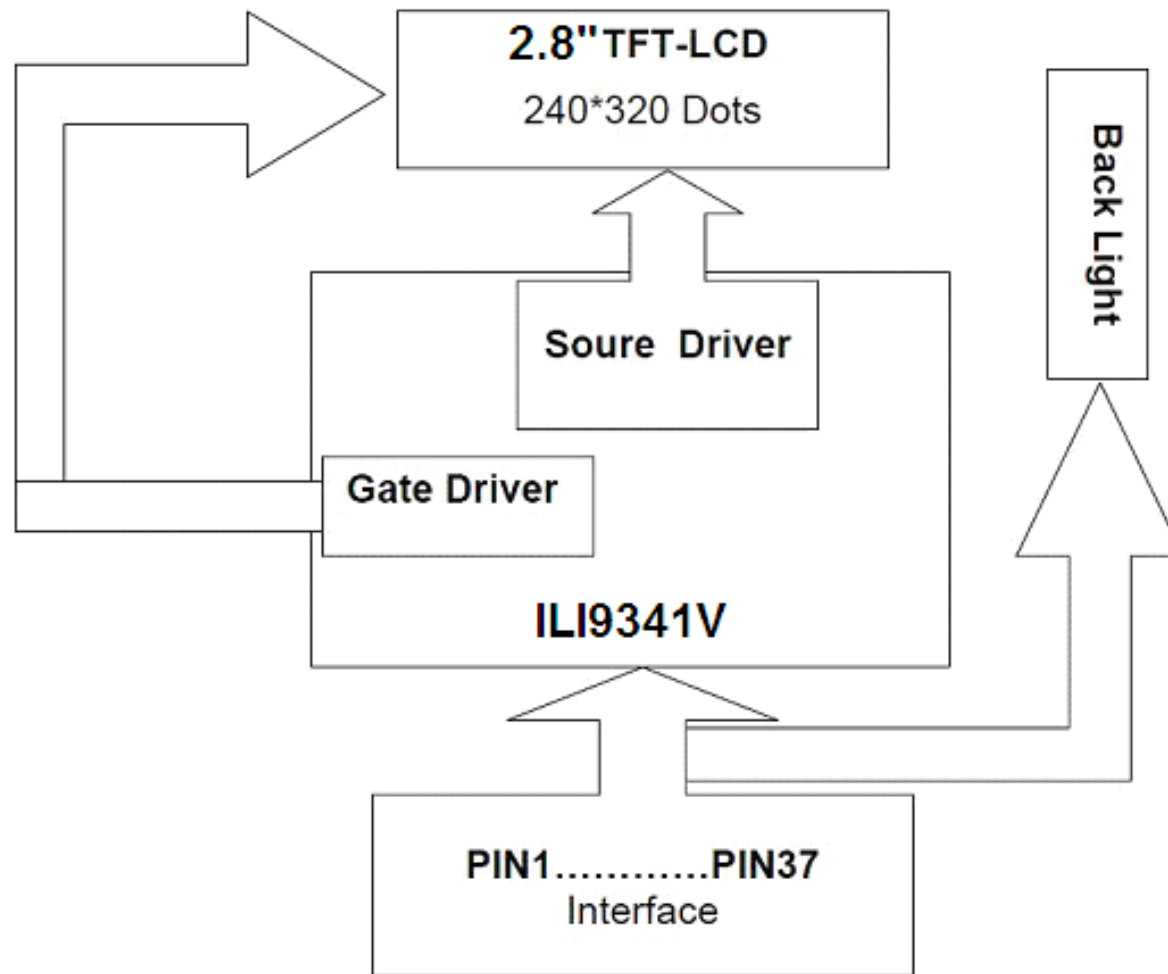 2.8" TFT-LCD
240*320 Dots
Back Light
Soure Driver
Gate Driver
ILI9341V
PIN1.............PIN37
Interface